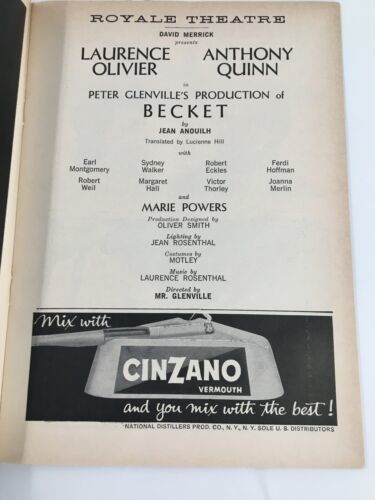 ROYALE THEATRE
DAVID MERRICK
presents
LAURENCE ANTHONY
OLIVIER QUINN
in
PETER GLENVILLE'S PRODUCTION of
BECKET
by
JEAN ANOUILH
Translated by Lucienne Hill
with
Earl Sydney Robert Ferdi
Montgomery Walker Eckles Hoffman
Robert Margaret Victor Joanna
Weil Hall Thorley Merlin
and
MARIE POWERS
Production Designed by
OLIVER SMITH
Lighting by
JEAN ROSENTHAL
Costumes by
MOTLEY
Music by
LAURENCE ROSENTHAL
Directed by
MR. GLENVILLE
Mix with
CINZANO
VERMOUTH
and you mix with the best!
NATIONAL DISTILLERS PROD. CO., N. Y., N. Y. SOLE U. S. DISTRIBUTORS